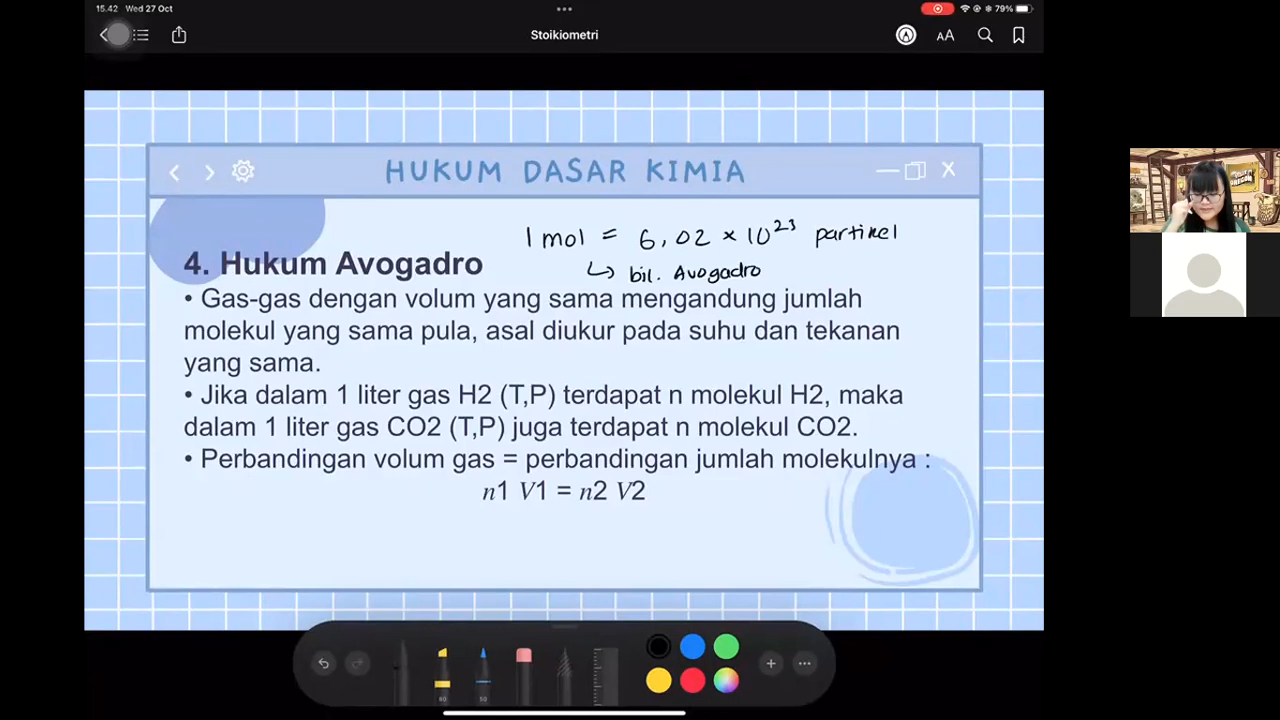 15.42 Wed 27 Oct
79%
Stoikiometri
AA
HUKUM DASAR KIMIA
1 mol = 6,02 × 10²³ partikel
↳ bil. Avogadro
4. Hukum Avogadro
• Gas-gas dengan volum yang sama mengandung jumlah
molekul yang sama pula, asal diukur pada suhu dan tekanan
yang sama.
• Jika dalam 1 liter gas H2 (T,P) terdapat n molekul H2, maka
dalam 1 liter gas CO2 (T,P) juga terdapat n molekul CO2.
• Perbandingan volum gas = perbandingan jumlah molekulnya :
n1 V1 = n2 V2
80
50